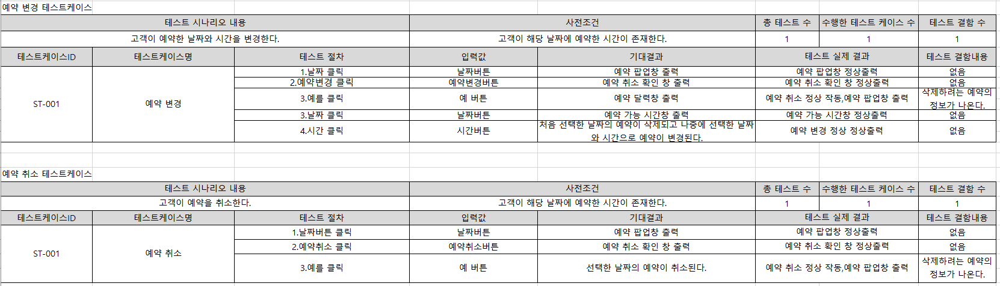 예약 변경 테스트케이스
테스트 시나리오 내용 사전조건 총 테스트 수 수행한 테스트 케이스 수 테스트 결함 수
고객이 예약한 날짜와 시간을 변경한다. 고객이 해당 날짜에 예약한 시간이 존재한다. 1 1 1
테스트케이스ID 테스트케이스명 테스트 절차 입력값 기대결과 테스트 실제 결과 테스트 결함내용
ST-001 예약 변경
1.날짜 클릭 날짜버튼 예약 팝업창 출력 예약 팝업창 정상출력 없음
2.예약변경 클릭 예약변경버튼 예약 취소 확인 창 출력 예약 취소 확인 창 정상출력 없음
3.예를 클릭 예 버튼 예약 달력창 출력 예약 취소 정상 작동,예약 팝업창 출력 삭제하려는 예약의
정보가 나온다.
3.날짜 클릭 날짜버튼 예약 가능 시간창 출력 예약 가능 시간창 정상출력 없음
4.시간 클릭 시간버튼 처음 선택한 날짜의 예약이 삭제되고 나중에 선택한 날짜
와 시간으로 예약이 변경된다. 예약 변경 정상 정상출력 없음
예약 취소 테스트케이스
테스트 시나리오 내용 사전조건 총 테스트 수 수행한 테스트 케이스 수 테스트 결함 수
고객이 예약을 취소한다. 고객이 해당 날짜에 예약한 시간이 존재한다. 1 1 1
테스트케이스ID 테스트케이스명 테스트 절차 입력값 기대결과 테스트 실제 결과 테스트 결함내용
ST-001 예약 취소
1.날짜버튼 클릭 날짜버튼 예약 팝업창 출력 예약 팝업창 정상출력 없음
2.예약취소 클릭 예약취소버튼 예약 취소 확인 창 출력 예약 취소 확인 창 정상출력 없음
3.예를 클릭 예 버튼 선택한 날짜의 예약이 취소된다. 예약 취소 정상 작동,예약 팝업창 출력 삭제하려는 예약의
정보가 나온다.